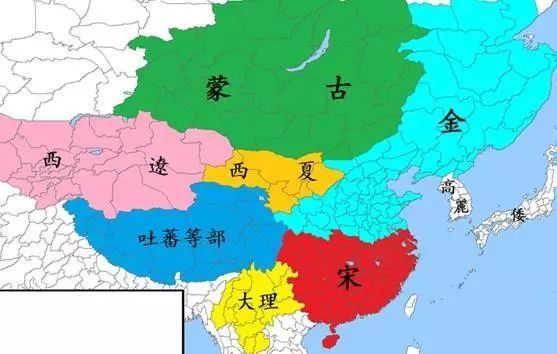 蒙古
金
西遼
西夏
高麗
倭
吐蕃等部
大理
宋